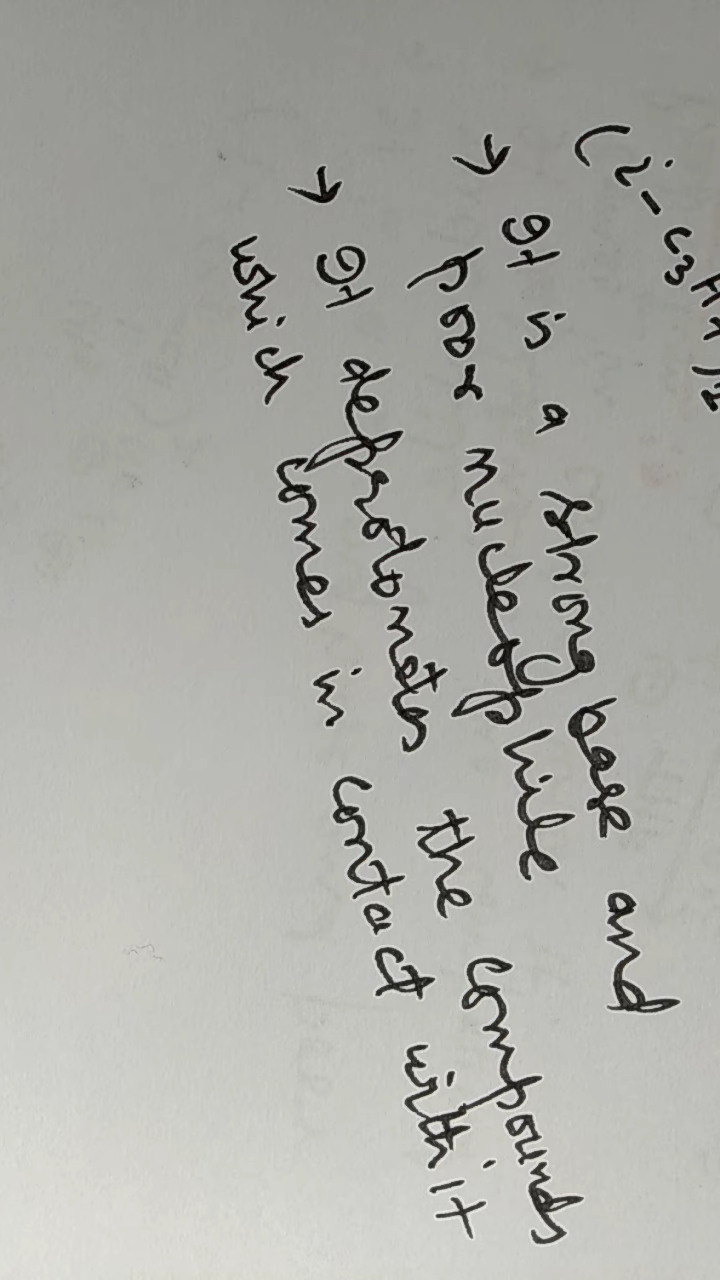 (i-C3H7)2
→ It is a strong base and
poor nucleophile
→ It deprotonates the compounds
which comes in contact with it